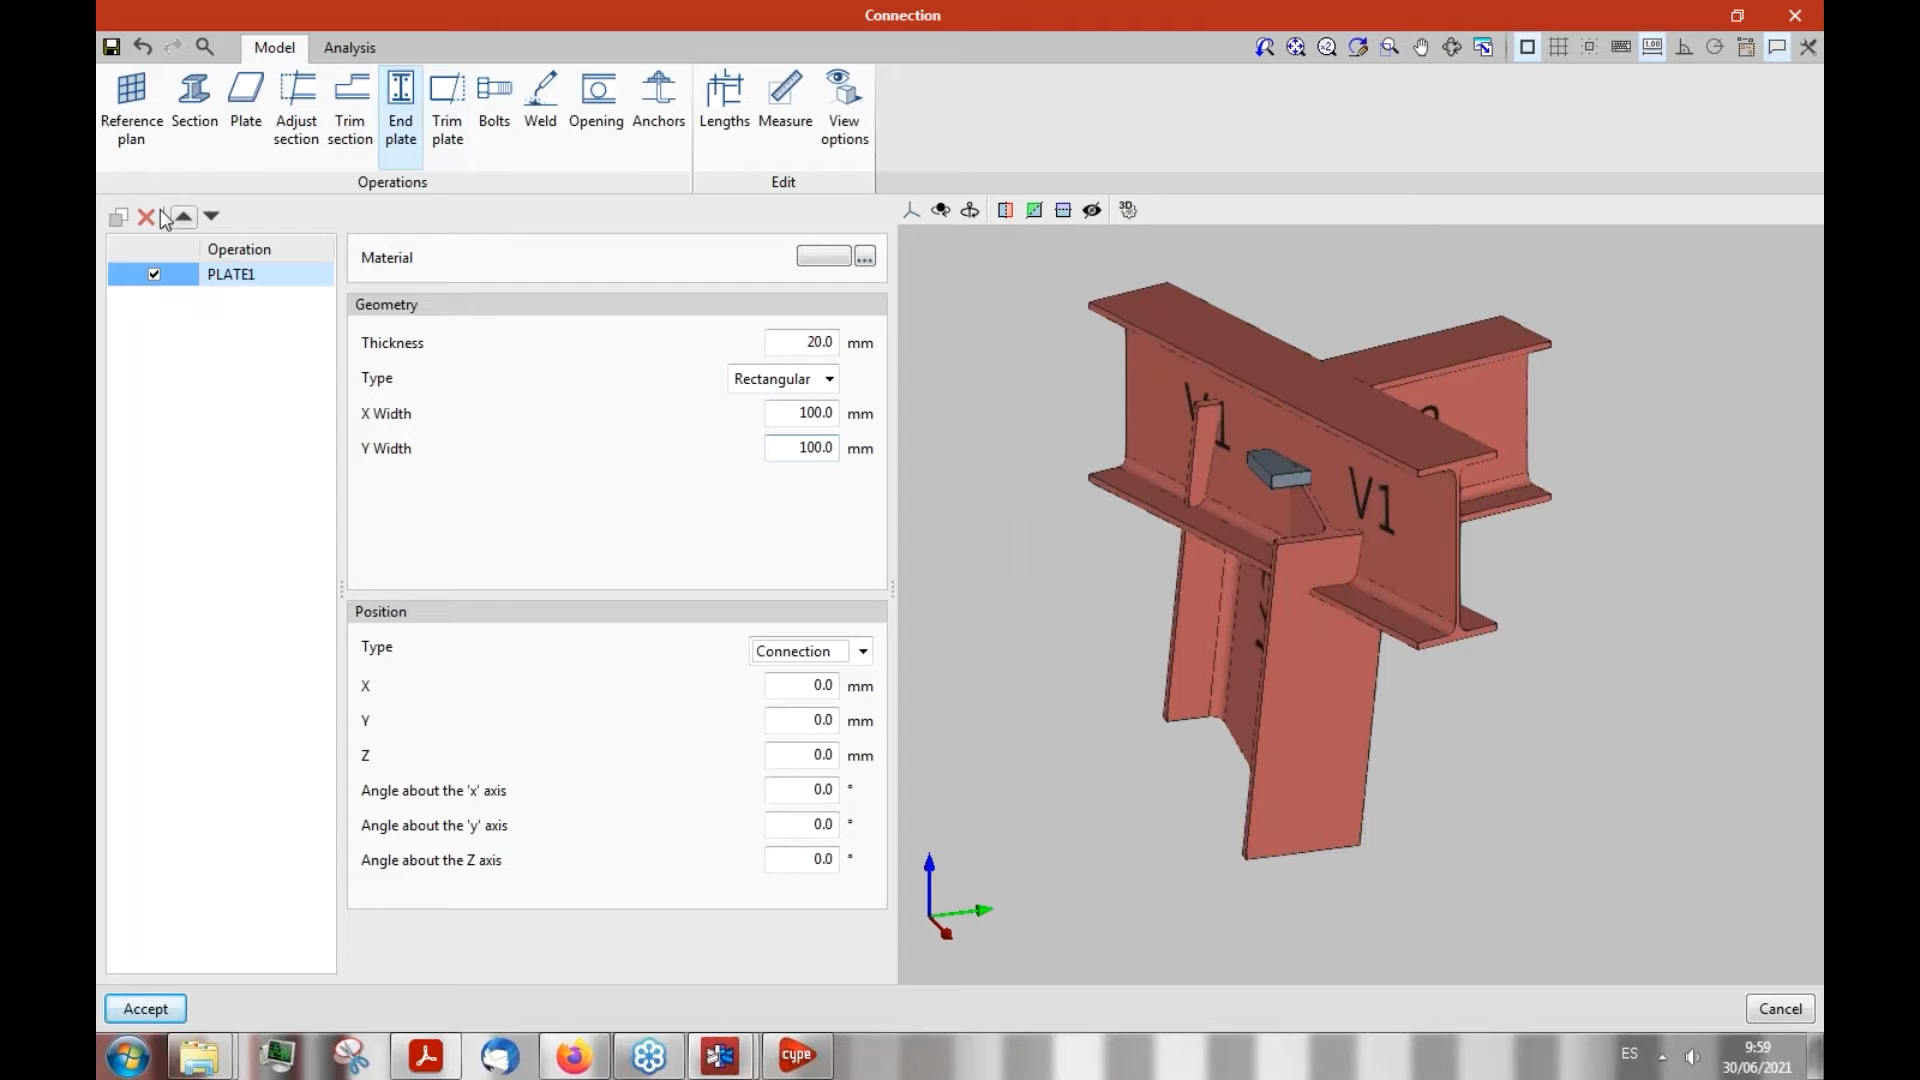 Connection
Model Analysis
1.00
Reference plan
Section
Plate
Adjust section
Trim section
End plate
Trim plate
Bolts
Weld
Opening
Anchors
Lengths
Measure
View options
Operations
Edit
3D
Operation
PLATE1
Material
...
Geometry
Thickness 20.0 mm
Type Rectangular
X Width 100.0 mm
Y Width 100.0 mm
Position
Type Connection
X 0.0 mm
Y 0.0 mm
Z 0.0 mm
Angle about the 'x' axis 0.0 °
Angle about the 'y' axis 0.0 °
Angle about the Z axis 0.0 °
V1
V1
Accept
Cancel
cype
ES
9:59
30/06/2021